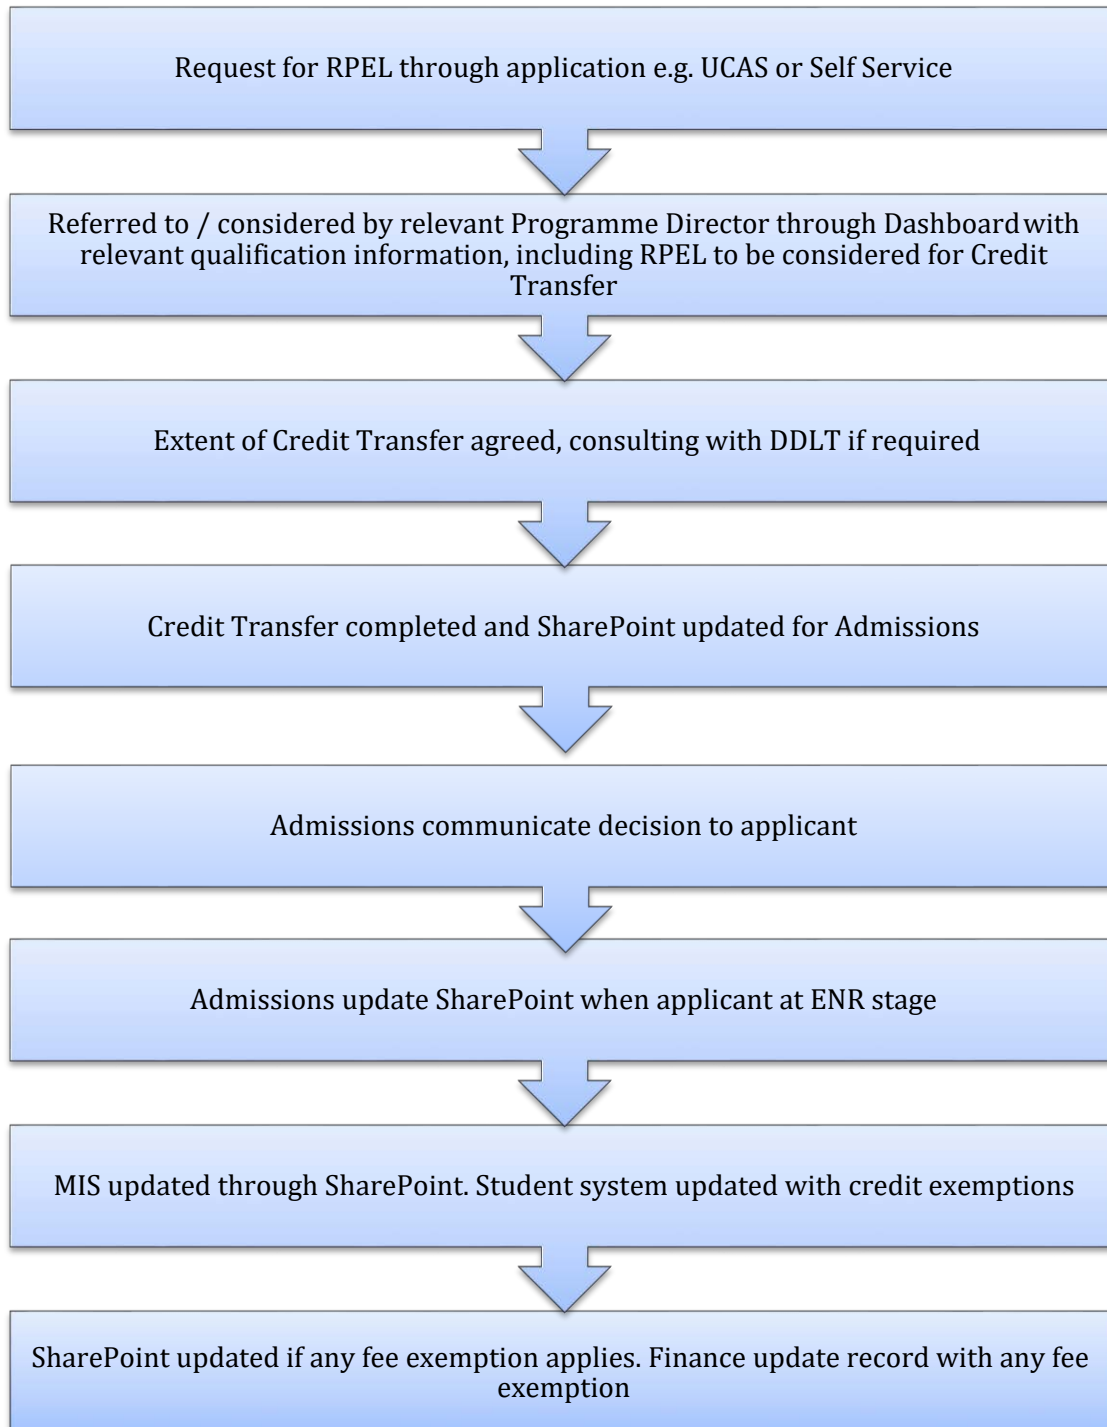 Request for RPEL through application e.g. UCAS or Self Service
Referred to / considered by relevant Programme Director through Dashboard with
relevant qualification information, including RPEL to be considered for Credit
Transfer
Extent of Credit Transfer agreed, consulting with DDLT if required
Credit Transfer completed and SharePoint updated for Admissions
Admissions communicate decision to applicant
Admissions update SharePoint when applicant at ENR stage
MIS updated through SharePoint. Student system updated with credit exemptions
SharePoint updated if any fee exemption applies. Finance update record with any fee
exemption